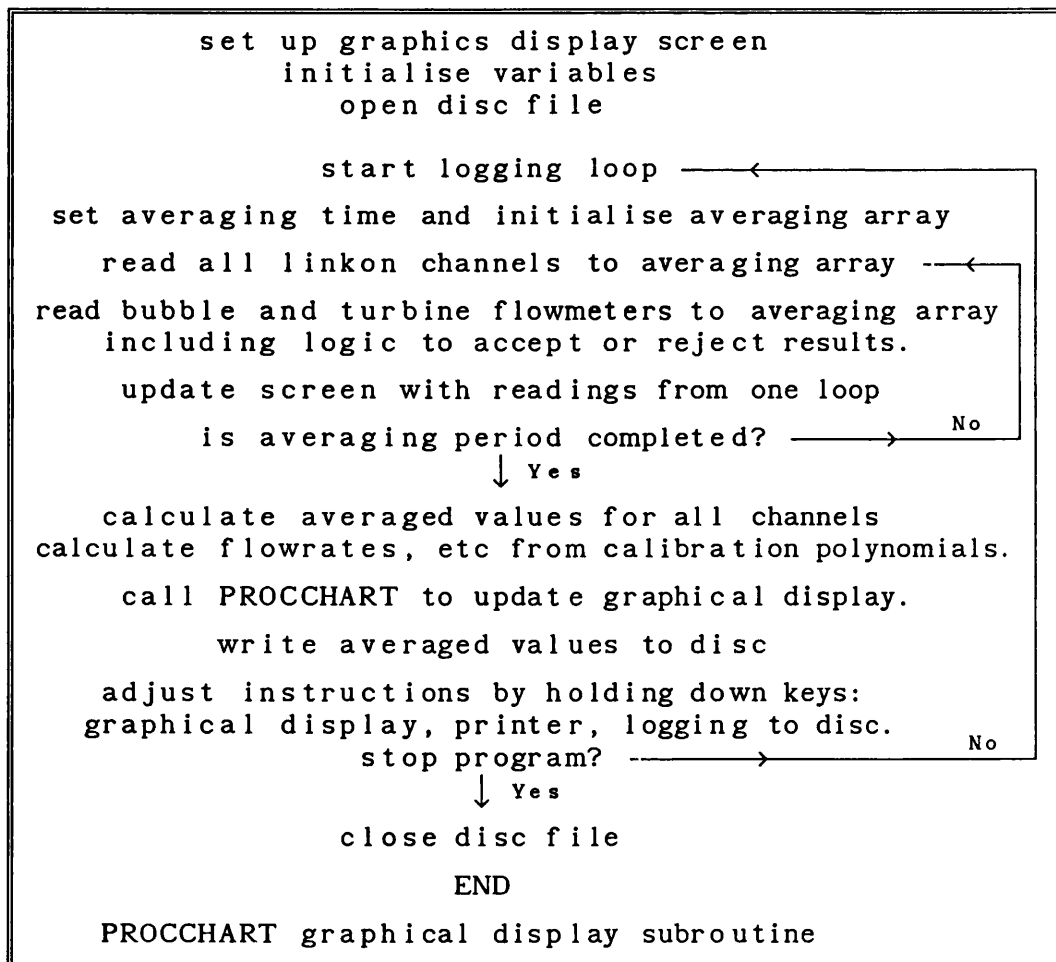 set up graphics display screen
initialise variables
open disc file
start logging loop
set averaging time and initialise averaging array
read all linkon channels to averaging array
read bubble and turbine flowmeters to averaging array
including logic to accept or reject results.
update screen with readings from one loop
is averaging period completed?
No
Yes
calculate averaged values for all channels
calculate flowrates, etc from calibration polynomials.
call PROCCHART to update graphical display.
write averaged values to disc
adjust instructions by holding down keys:
graphical display, printer, logging to disc.
stop program?
No
Yes
close disc file
END
PROCCHART graphical display subroutine